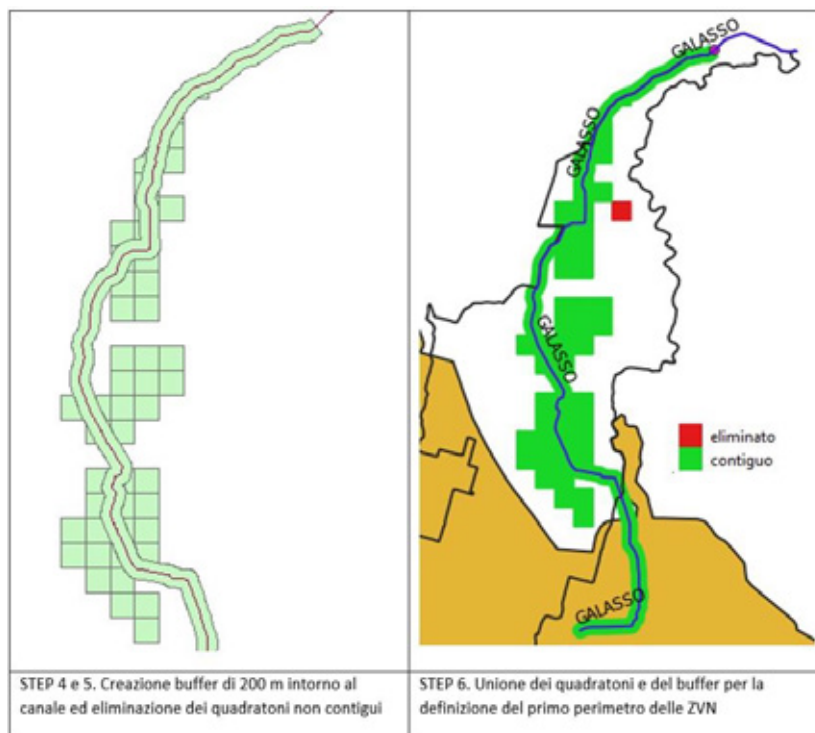 GALASSO
GALASSO
GALASSO
eliminato
contiguo
GALASSO
STEP 4 e 5. Creazione buffer di 200 m intorno al
canale ed eliminazione dei quadratoni non contigui
STEP 6. Unione dei quadratoni e del buffer per la
definizione del primo perimetro delle ZVN